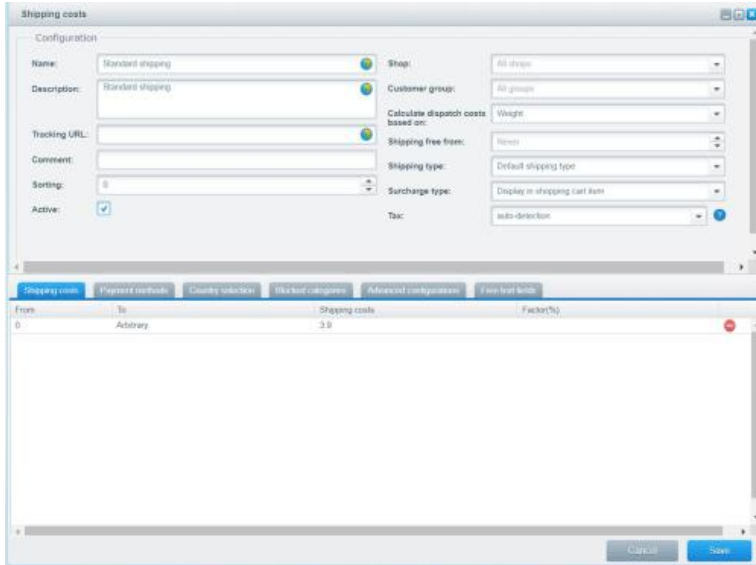 Shipping costs
Configuration
Name: Standard shipping
Description: Standard shipping
Tracking URL:
Comment:
Sorting: 0
Active:
Shop: All shops
Customer group: All groups
Calculate dispatch costs based on: Weight
Shipping free from: Never
Shipping type: Default shipping type
Surcharge type: Display in shopping cart item
Tax: auto-detection
Shipping costs Payment methods Country selection Blocked categories Advanced configurations Free text fields
From To Shipping costs Factor(%)
0 Arbitrary 3.9
Cancel Save